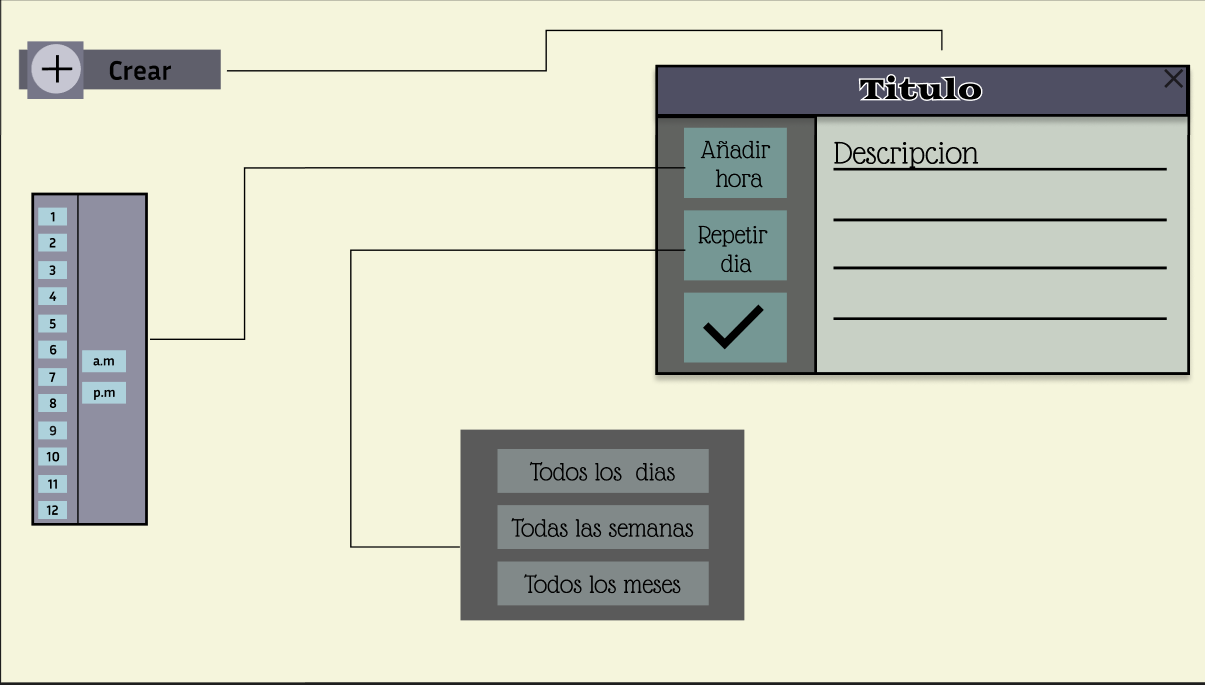 Crear
Titulo
Añadir
hora
Descripcion
Repetir
dia
1
2
3
4
5
6
7
8
9
10
11
12
a.m
p.m
Todos los dias
Todas las semanas
Todos los meses